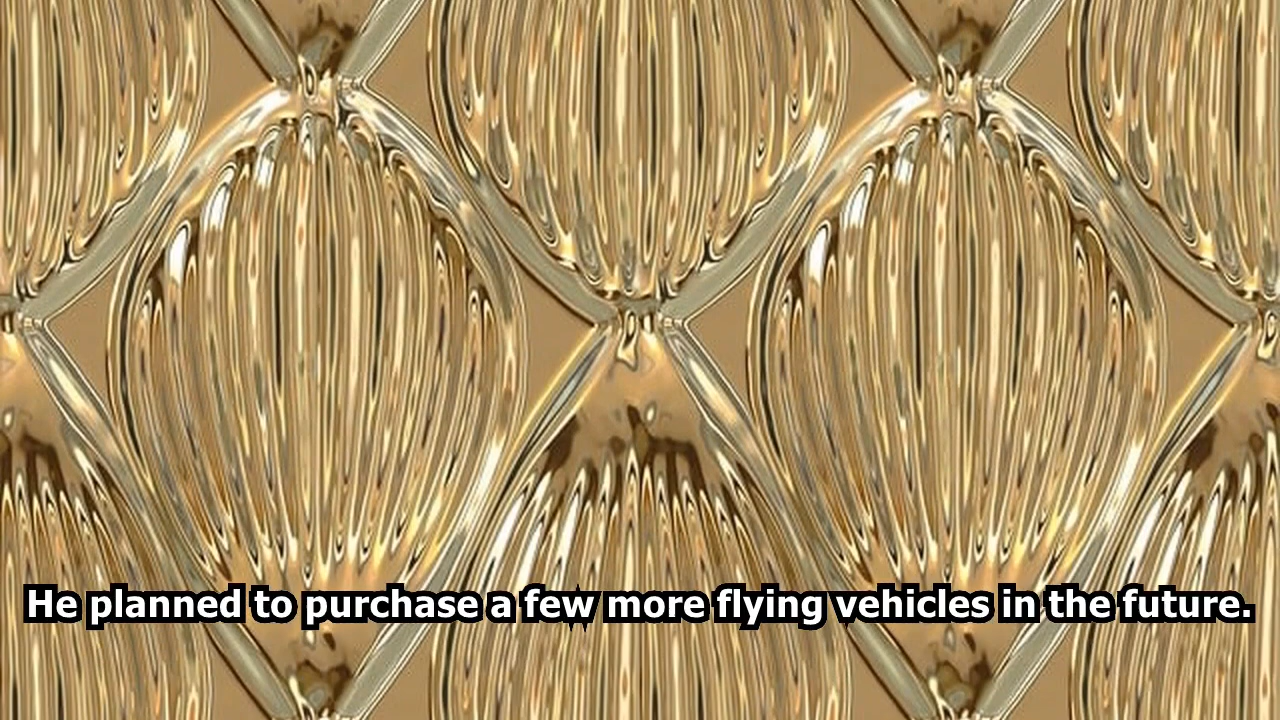 He planned to purchase a few more flying vehicles in the future.